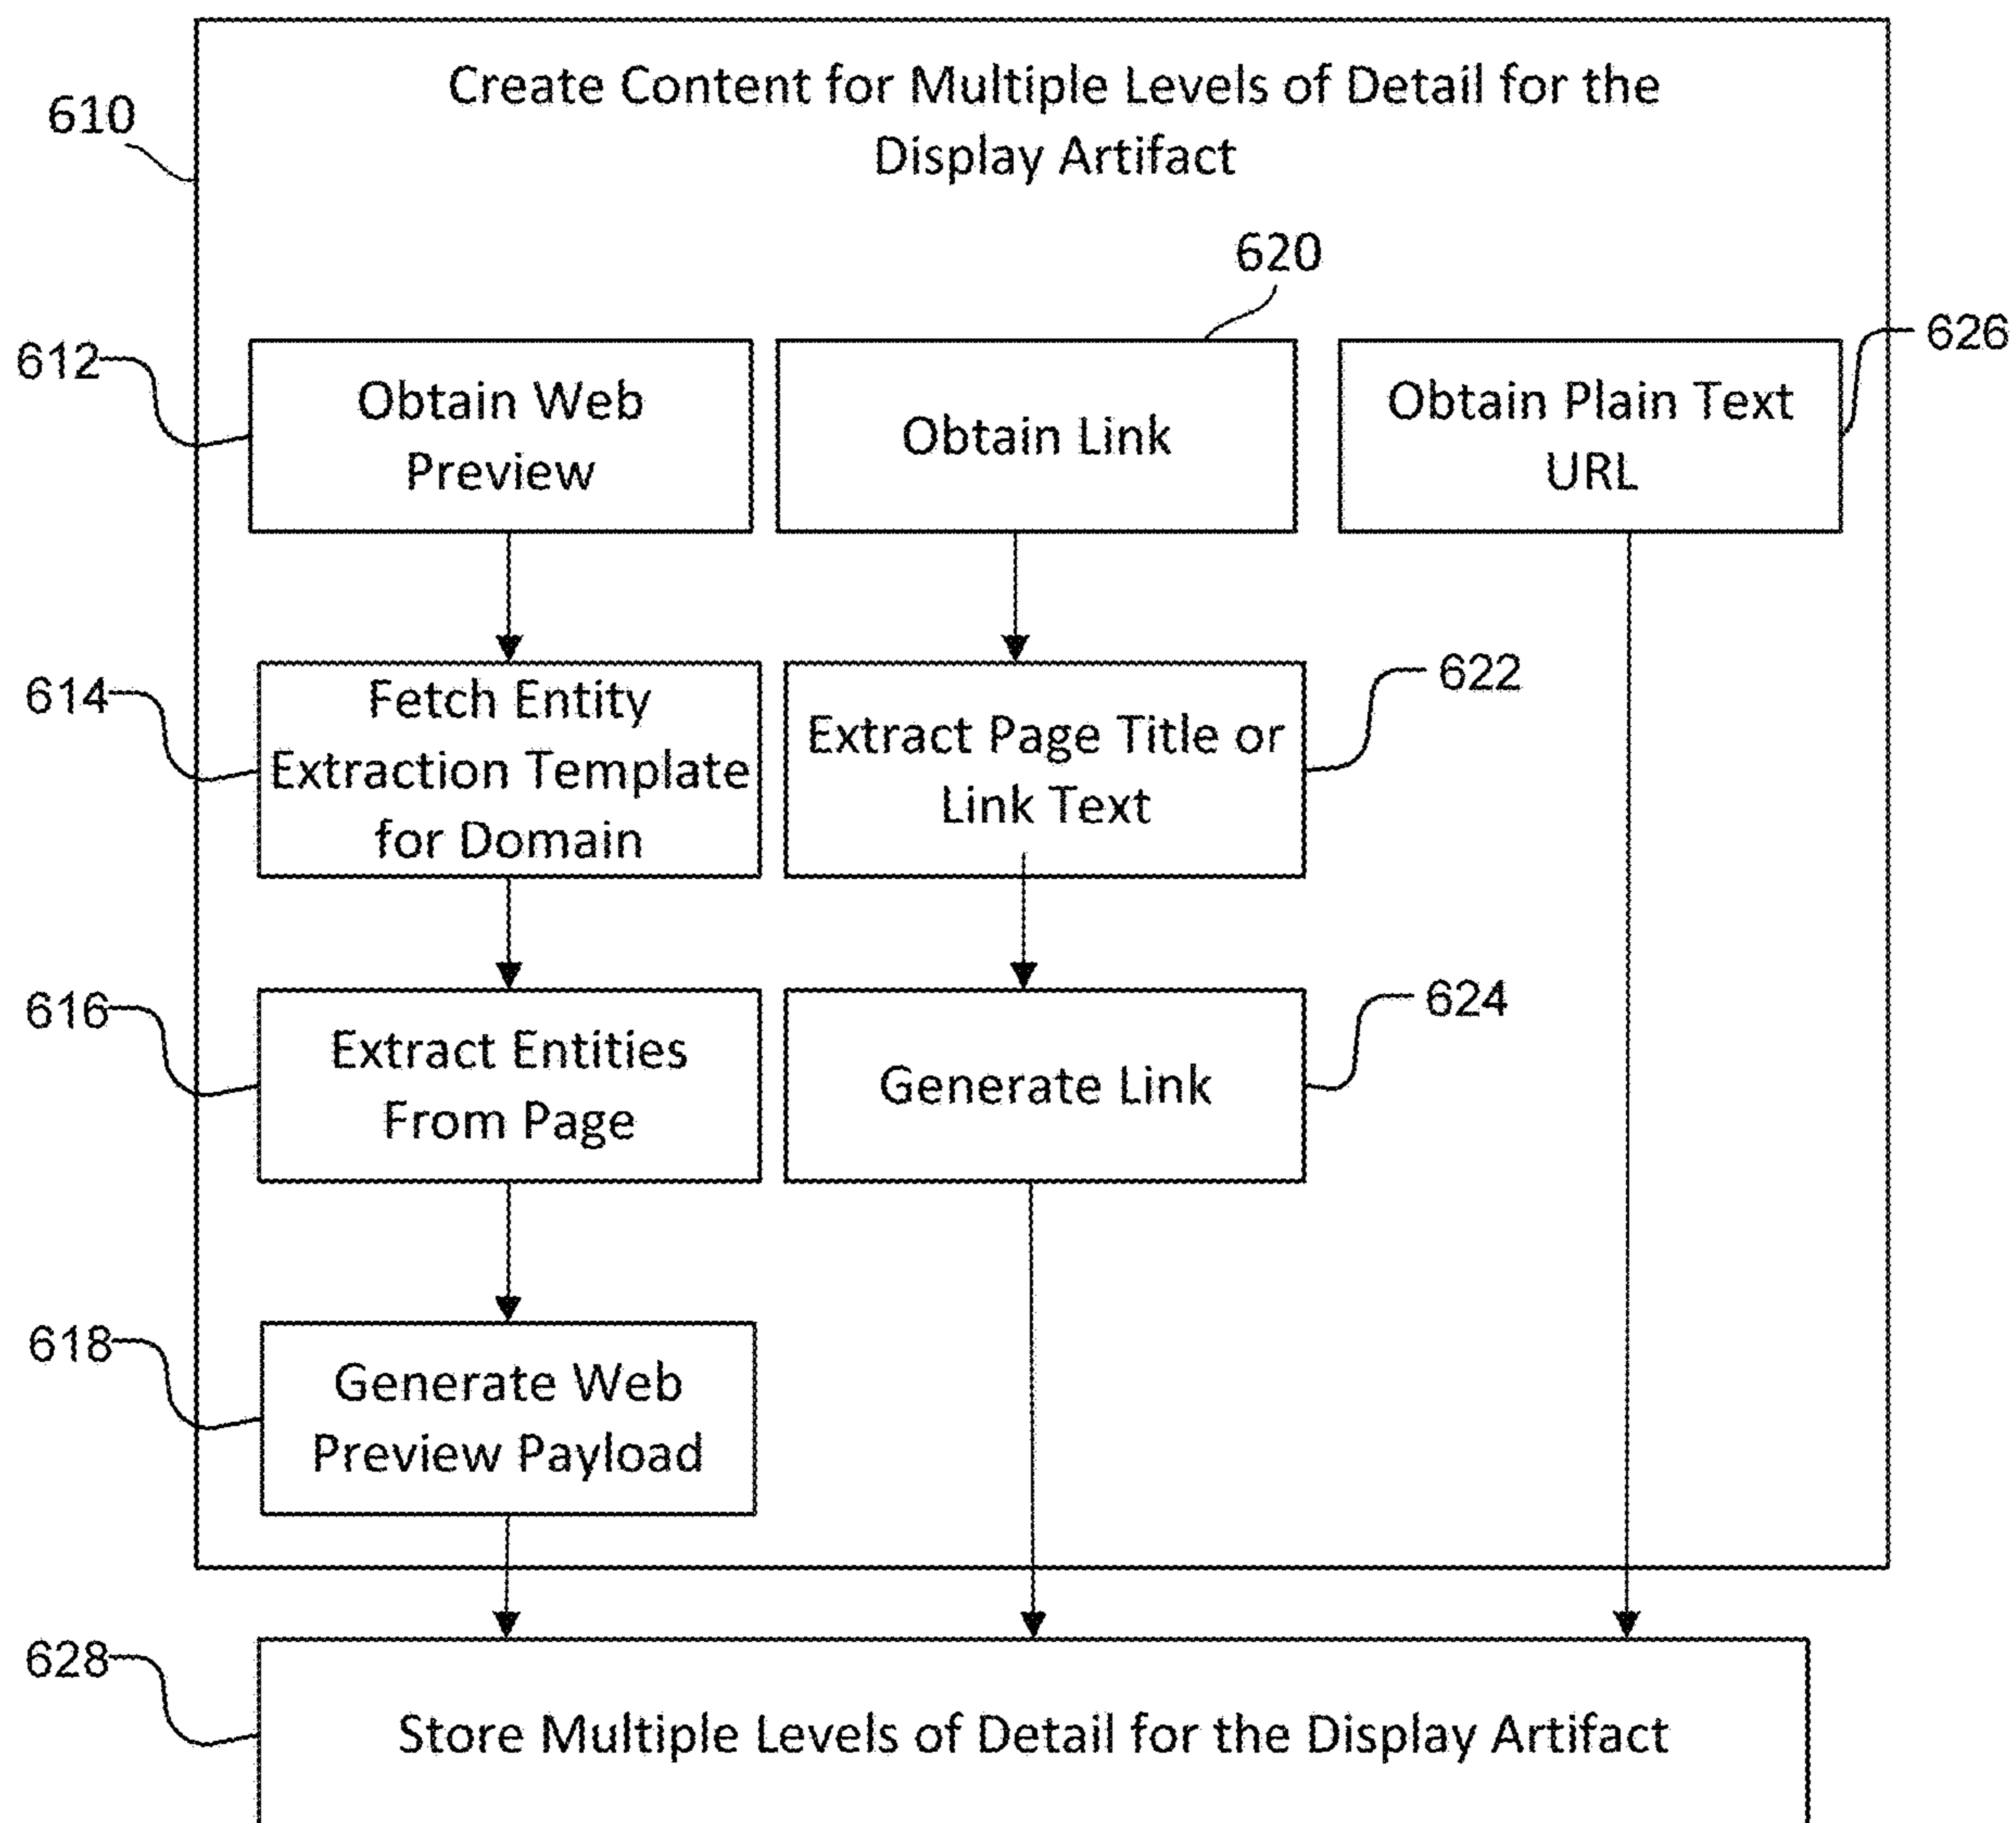 Create Content for Multiple Levels of Detail for the
Display Artifact
610
620
612
Obtain Web
Preview
Obtain Link
Obtain Plain Text
URL
626
614
Fetch Entity
Extraction Template
for Domain
Extract Page Title or
Link Text
622
616
Extract Entities
From Page
Generate Link
624
618
Generate Web
Preview Payload
628
Store Multiple Levels of Detail for the Display Artifact